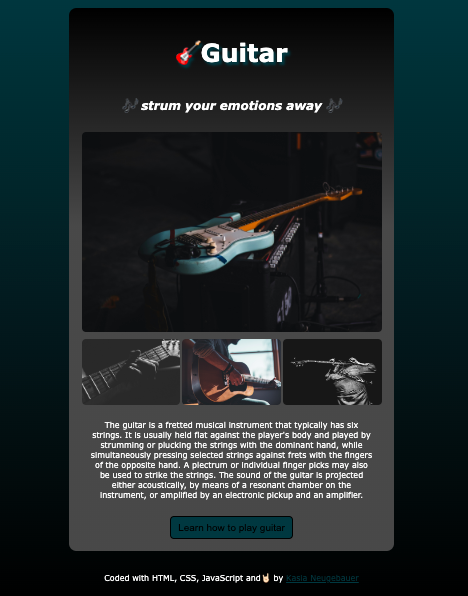 🎸Guitar
🎶 strum your emotions away 🎶
The guitar is a fretted musical instrument that typically has six
strings. It is usually held flat against the player's body and played by
strumming or plucking the strings with the dominant hand, while
simultaneously pressing selected strings against frets with the fingers
of the opposite hand. A plectrum or individual finger picks may also
be used to strike the strings. The sound of the guitar is projected
either acoustically, by means of a resonant chamber on the
instrument, or amplified by an electronic pickup and an amplifier.
Learn how to play guitar
Coded with HTML, CSS, JavaScript and🤘🏻 by Kasia Neugebauer